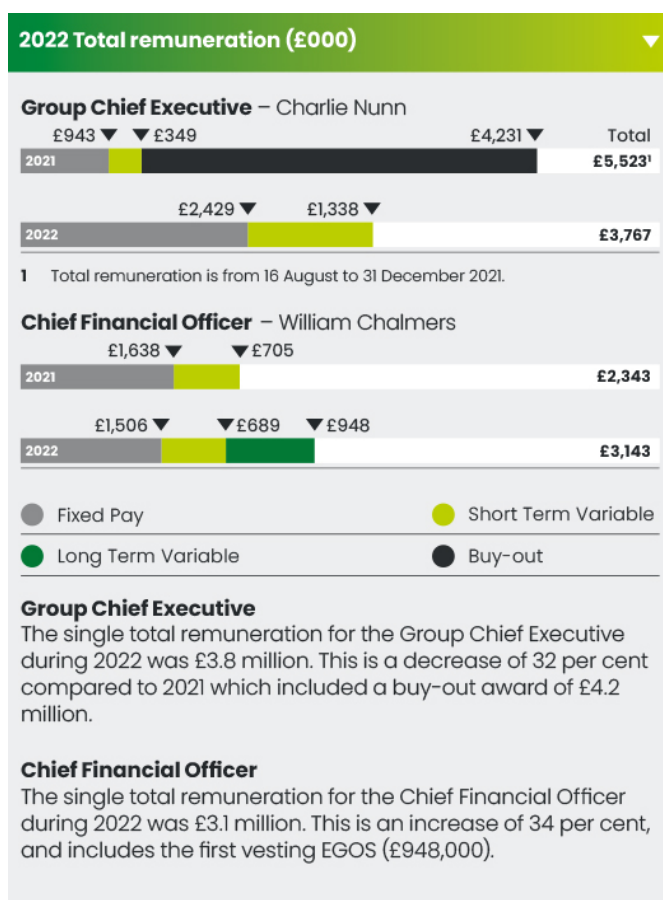 2022 Total remuneration (£000)
Group Chief Executive – Charlie Nunn
£943 £349 £4,231 Total
2021 £5,523¹
£2,429 £1,338
2022 £3,767
1 Total remuneration is from 16 August to 31 December 2021.
Chief Financial Officer – William Chalmers
£1,638 £705
2021 £2,343
£1,506 £689 £948
2022 £3,143
Fixed Pay Short Term Variable
Long Term Variable Buy-out
Group Chief Executive
The single total remuneration for the Group Chief Executive
during 2022 was £3.8 million. This is a decrease of 32 per cent
compared to 2021 which included a buy-out award of £4.2
million.
Chief Financial Officer
The single total remuneration for the Chief Financial Officer
during 2022 was £3.1 million. This is an increase of 34 per cent,
and includes the first vesting EGOS (£948,000).